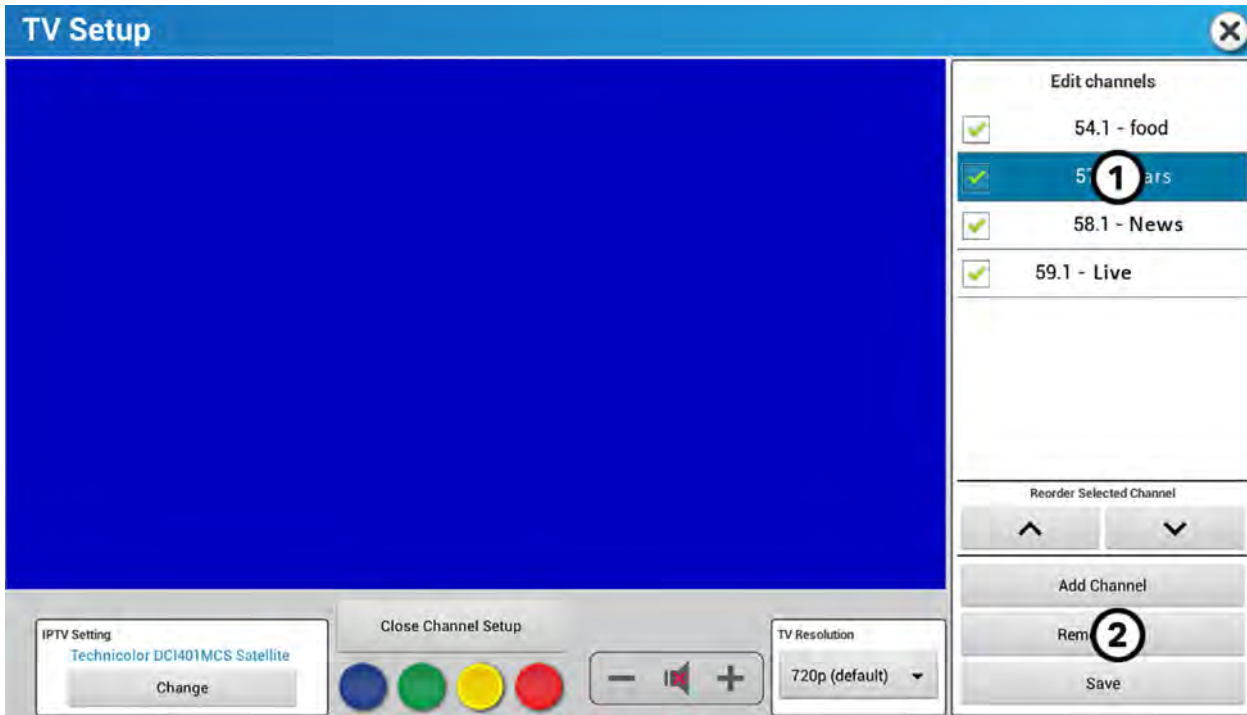 TV Setup
Edit channels
54.1 - food
1
58.1 - News
59.1 - Live
Reorder Selected Channel
Add Channel
2
Save
Close Channel Setup
IPTV Setting
Technicolor DCI401MCS Satellite
Change
TV Resolution
720p (default)